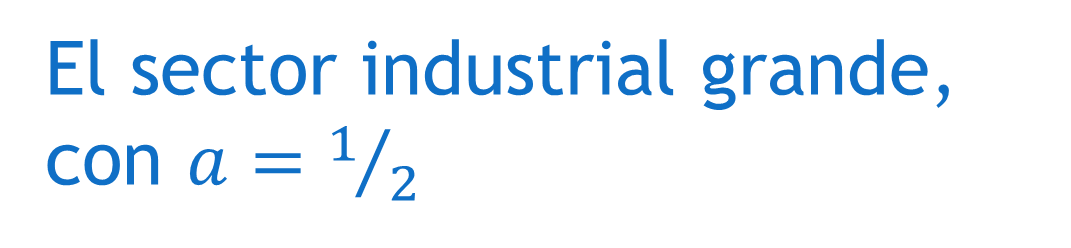 El sector industrial grande,
con a = 1/2